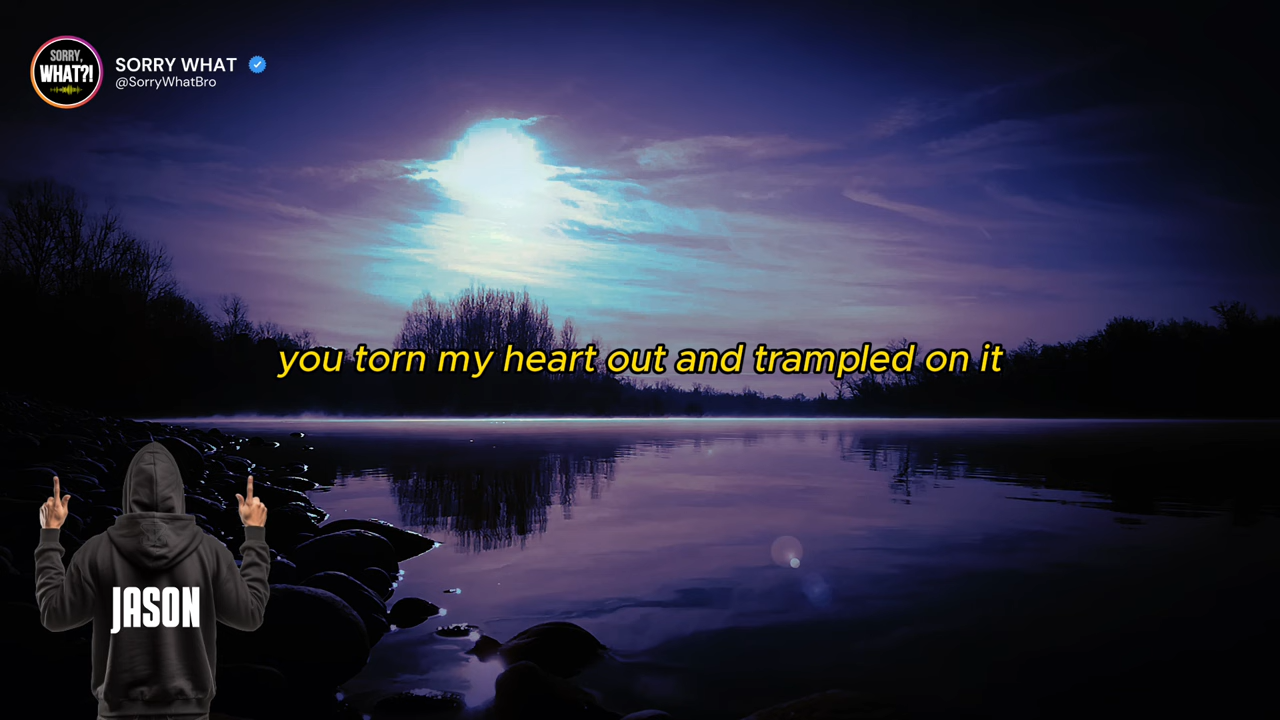 SORRY,
WHAT?!
SORRY WHAT
@SorryWhatBro
you torn my heart out and trampled on it
JASON